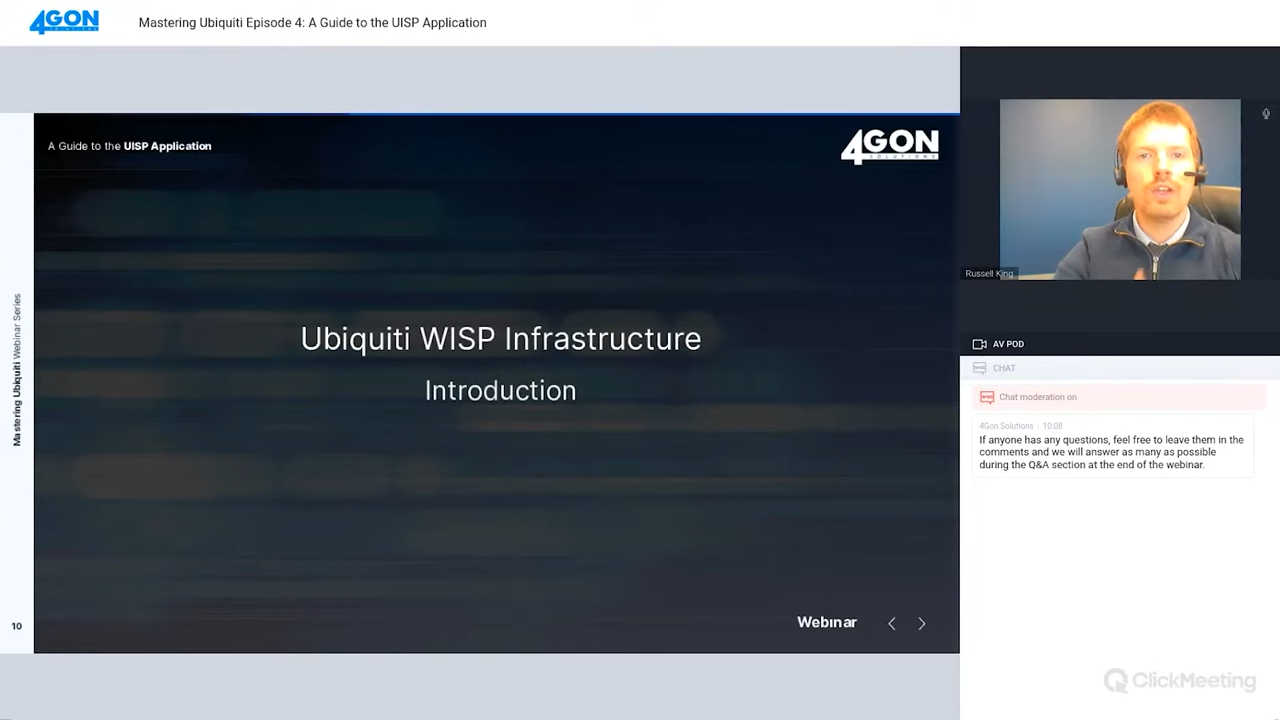 4GON
SOLUTIONS
Mastering Ubiquiti Episode 4: A Guide to the UISP Application
A Guide to the UISP Application
4GON
SOLUTIONS
Ubiquiti WISP Infrastructure
Introduction
Mastering Ubiquiti Webinar Series
10
Webinar
Russell King
AV POD
CHAT
Chat moderation on
4Gon Solutions 10:08
If anyone has any questions, feel free to leave them in the
comments and we will answer as many as possible
during the Q&A section at the end of the webinar.
ClickMeeting